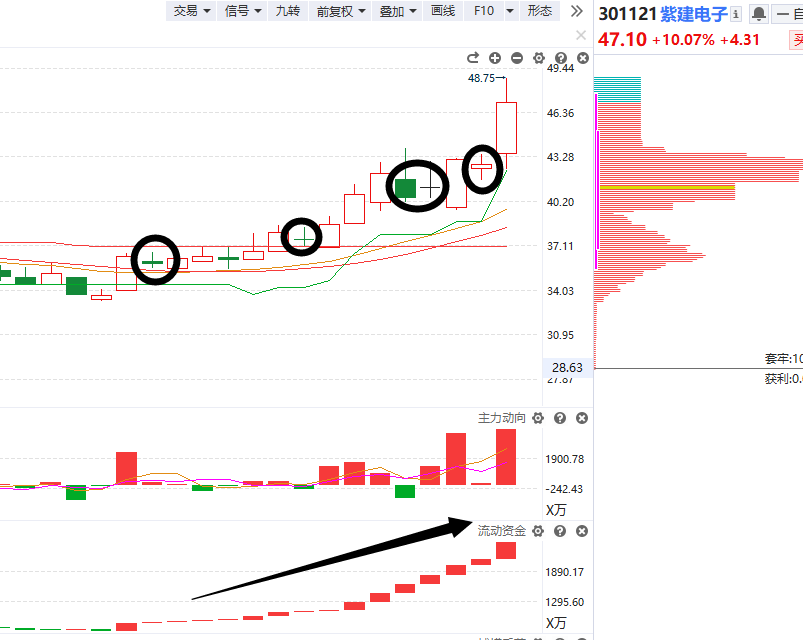 交易 信号 九转 前复权 叠加 画线 F10 形态
301121 紫建电子
47.10 +10.07% +4.31
49.44
48.75
46.36
43.28
40.20
37.11
34.03
30.95
28.63
套牢:10
获利:0.
主力动向
1900.78
-242.43
X万
流动资金
1890.17
1295.60
X万